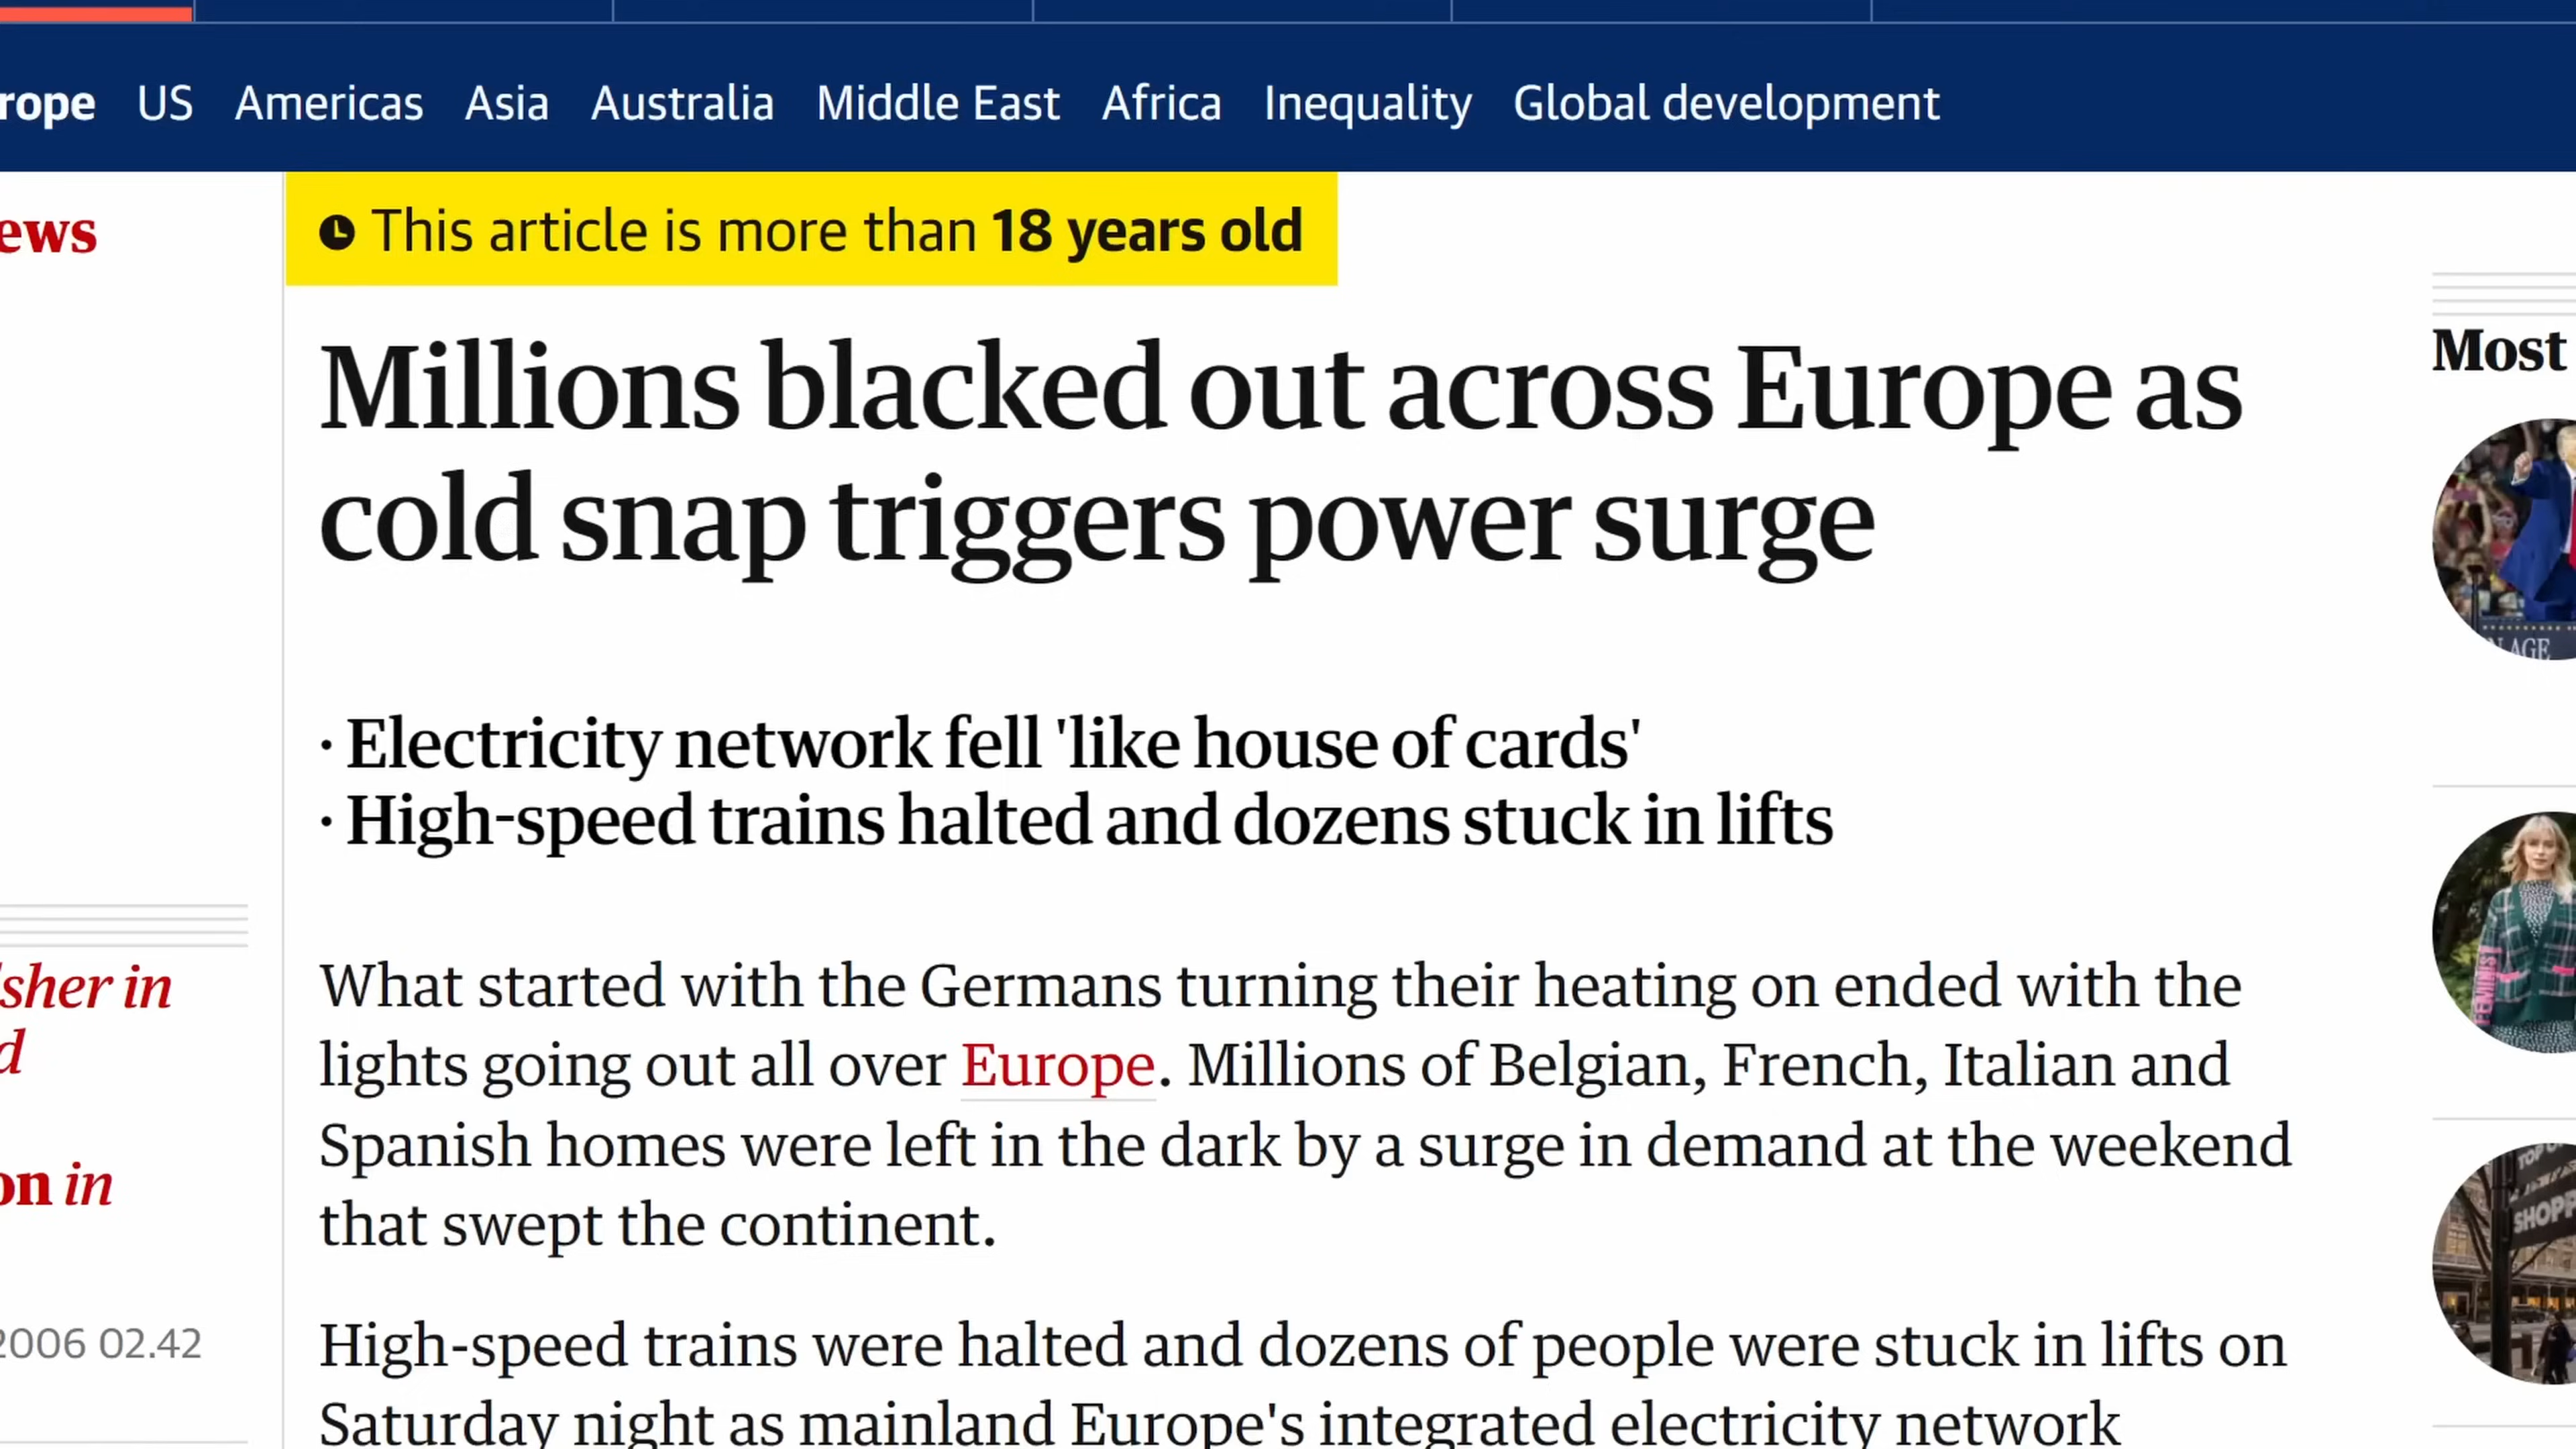 rope US Americas Asia Australia Middle East Africa Inequality Global development
ews
This article is more than 18 years old
Millions blacked out across Europe as
cold snap triggers power surge
· Electricity network fell 'like house of cards'
· High-speed trains halted and dozens stuck in lifts
sher in
d
on in
2006 02.42
What started with the Germans turning their heating on ended with the
lights going out all over Europe. Millions of Belgian, French, Italian and
Spanish homes were left in the dark by a surge in demand at the weekend
that swept the continent.
High-speed trains were halted and dozens of people were stuck in lifts on
Saturday night as mainland Europe's integrated electricity network
Most
N AGE
FEMINIST
TOP
SHOPP